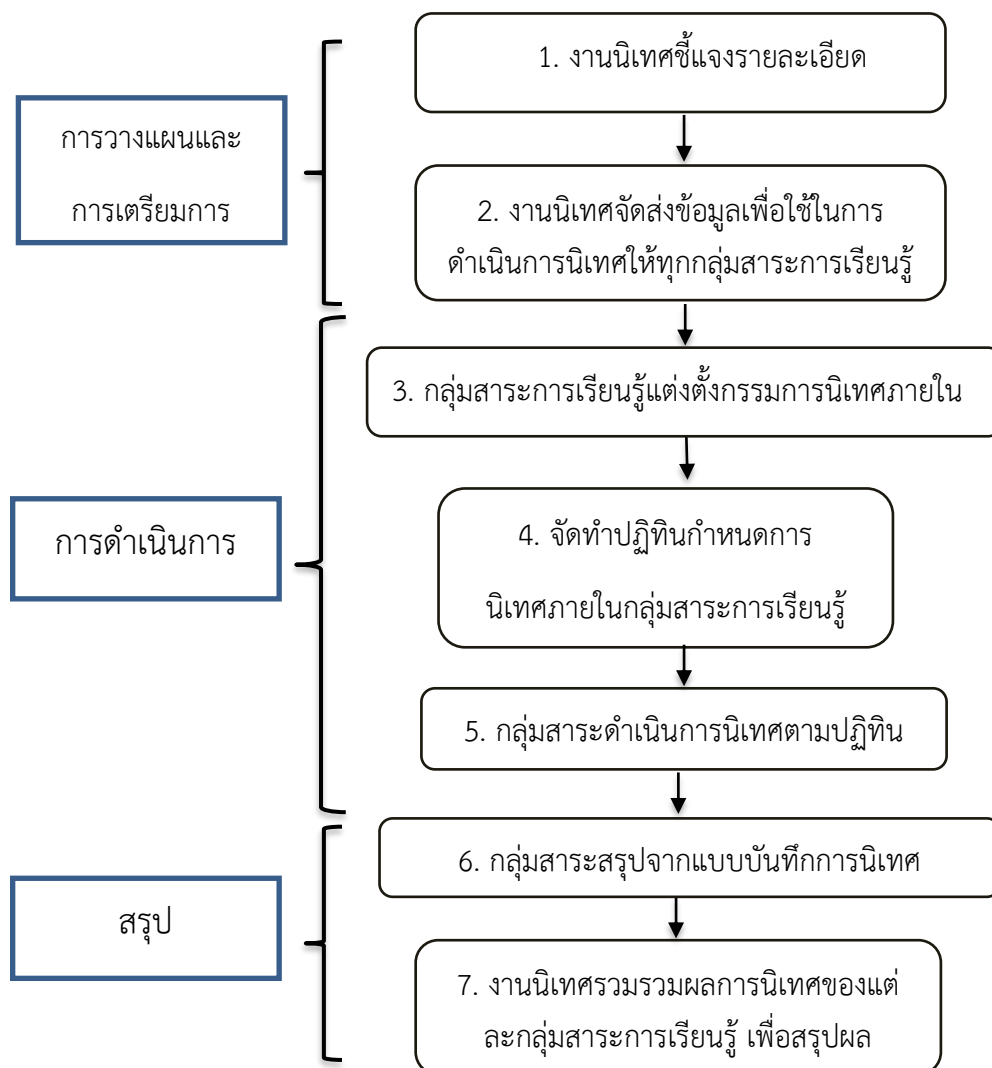 1. งานนิเทศชี้แจงรายละเอียด
การวางแผนและ
การเตรียมการ
2. งานนิเทศจัดส่งข้อมูลเพื่อใช้ในการ
ดำเนินการนิเทศให้ทุกกลุ่มสาระการเรียนรู้
3. กลุ่มสาระการเรียนรู้แต่งตั้งกรรมการนิเทศภายใน
การดำเนินการ
4. จัดทำปฏิทินกำหนดการ
นิเทศภายในกลุ่มสาระการเรียนรู้
5. กลุ่มสาระดำเนินการนิเทศตามปฏิทิน
6. กลุ่มสาระสรุปจากแบบบันทึกการนิเทศ
สรุป
7. งานนิเทศรวมรวมผลการนิเทศของแต่
ละกลุ่มสาระการเรียนรู้ เพื่อสรุปผล